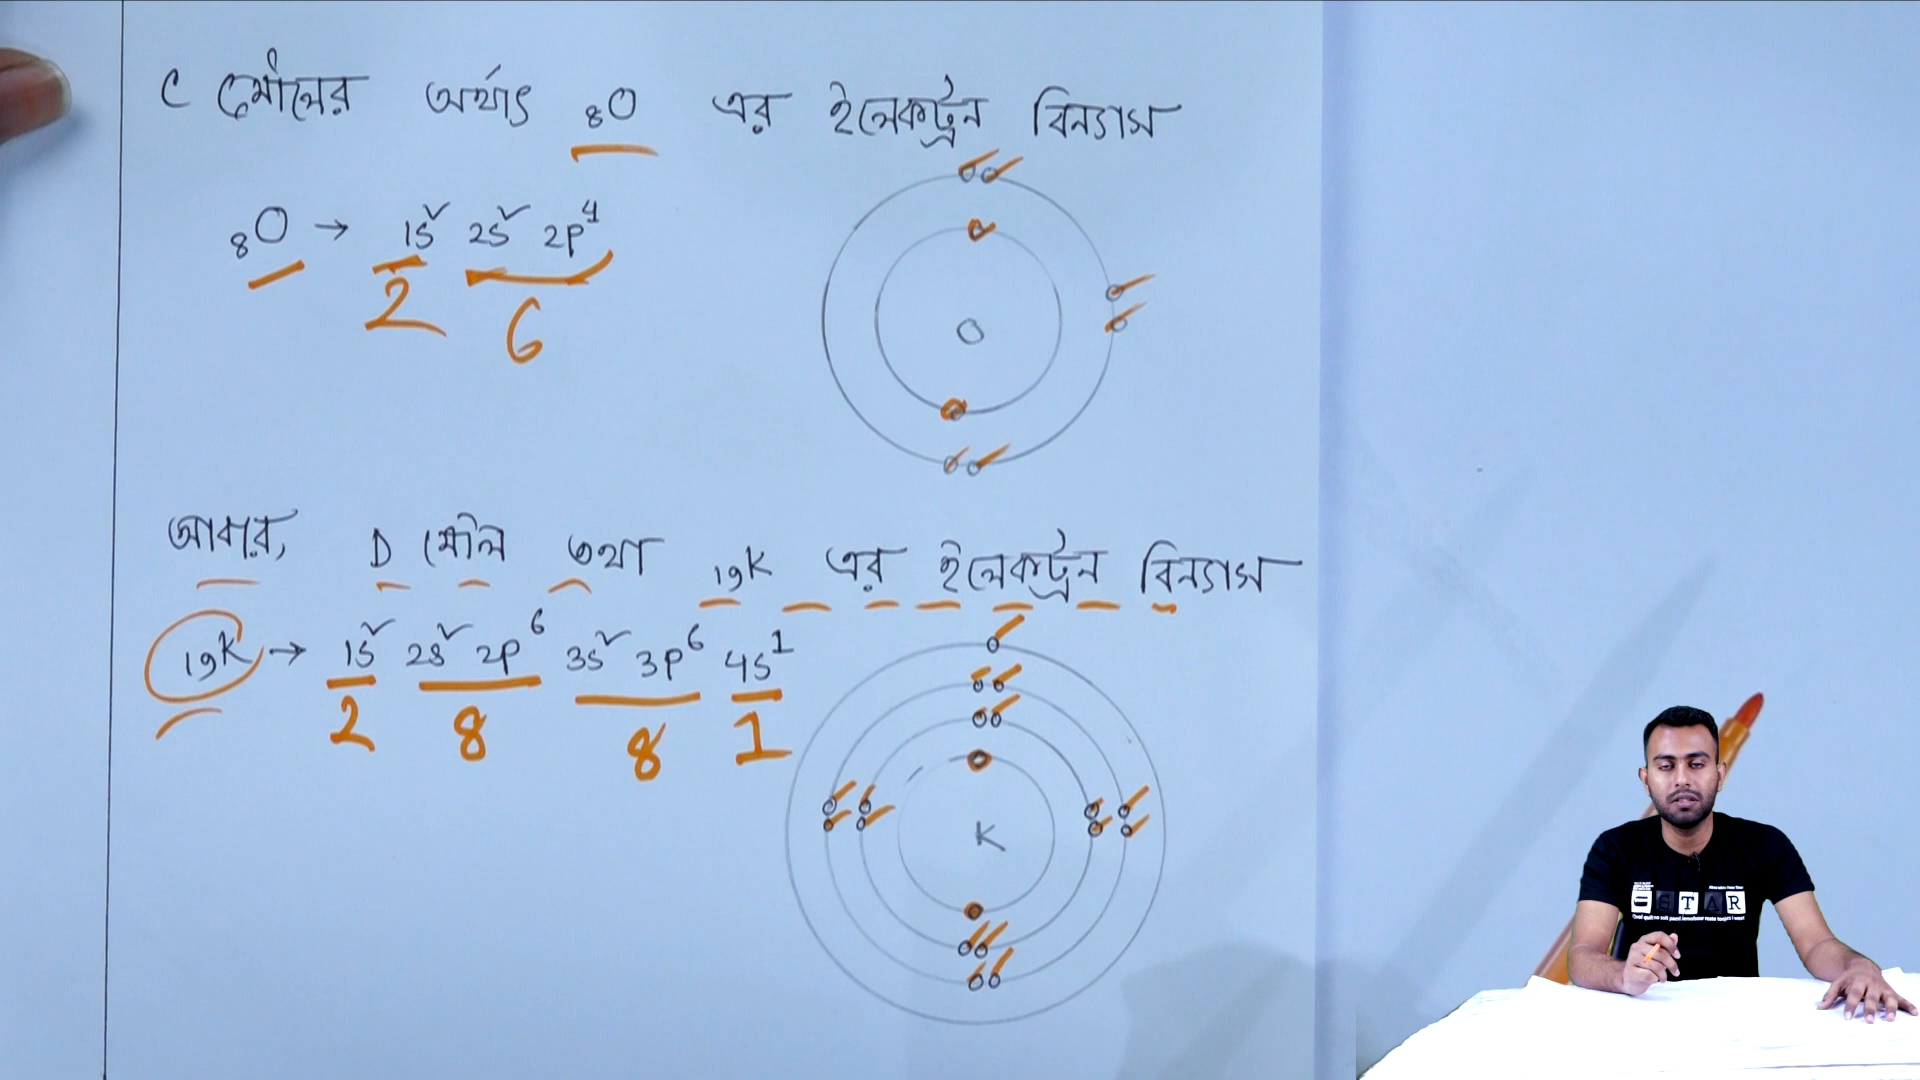 C মৌলের অর্থাৎ ₈O এর ইলেকট্রন বিন্যাস
₈O → 1s² 2s² 2p⁴
2 6
O
আবার, D মৌল তথা ₁₉K এর ইলেকট্রন বিন্যাস
₁₉K → 1s² 2s² 2p⁶ 3s² 3p⁶ 4s¹
2 8 8 1
K
STAR